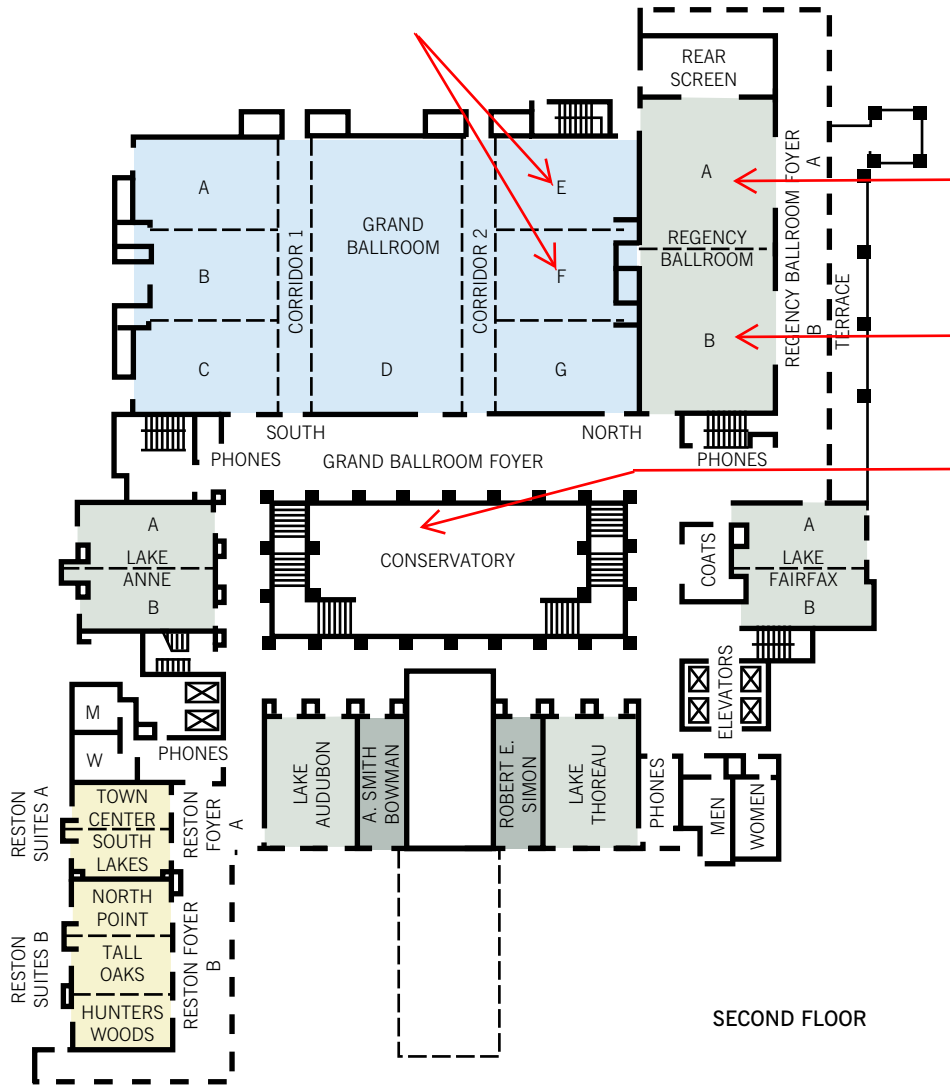 REAR
SCREEN
A
GRAND
BALLROOM
E
A
REGENCY BALLROOM FOYER
A
B
B
CORRIDOR 1
CORRIDOR 2
F
REGENCY
BALLROOM
TERRACE
C
D
G
B
SOUTH
NORTH
PHONES
GRAND BALLROOM FOYER
PHONES
A
LAKE
ANNE
B
CONSERVATORY
COATS
A
LAKE
FAIRFAX
B
ELEVATORS
M
W
PHONES
LAKE
AUDUBON
A. SMITH
BOWMAN
ROBERT E.
SIMON
LAKE
THOREAU
PHONES
MEN
WOMEN
RESTON
SUITES A
TOWN
CENTER
SOUTH
LAKES
RESTON
FOYER
A
RESTON
SUITES B
NORTH
POINT
TALL
OAKS
HUNTERS
WOODS
RESTON FOYER
B
SECOND FLOOR